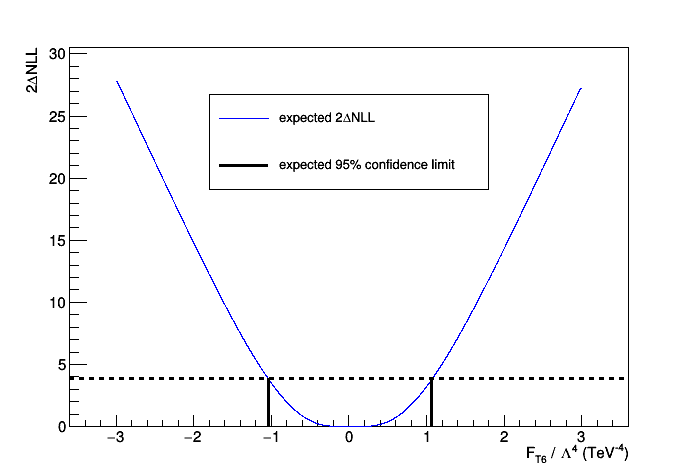 2ΔNLL
30
25
20
15
10
5
0
expected 2ΔNLL
expected 95% confidence limit
−3 −2 −1 0 1 2 3
F_T6 / Λ^4 (TeV^-4)